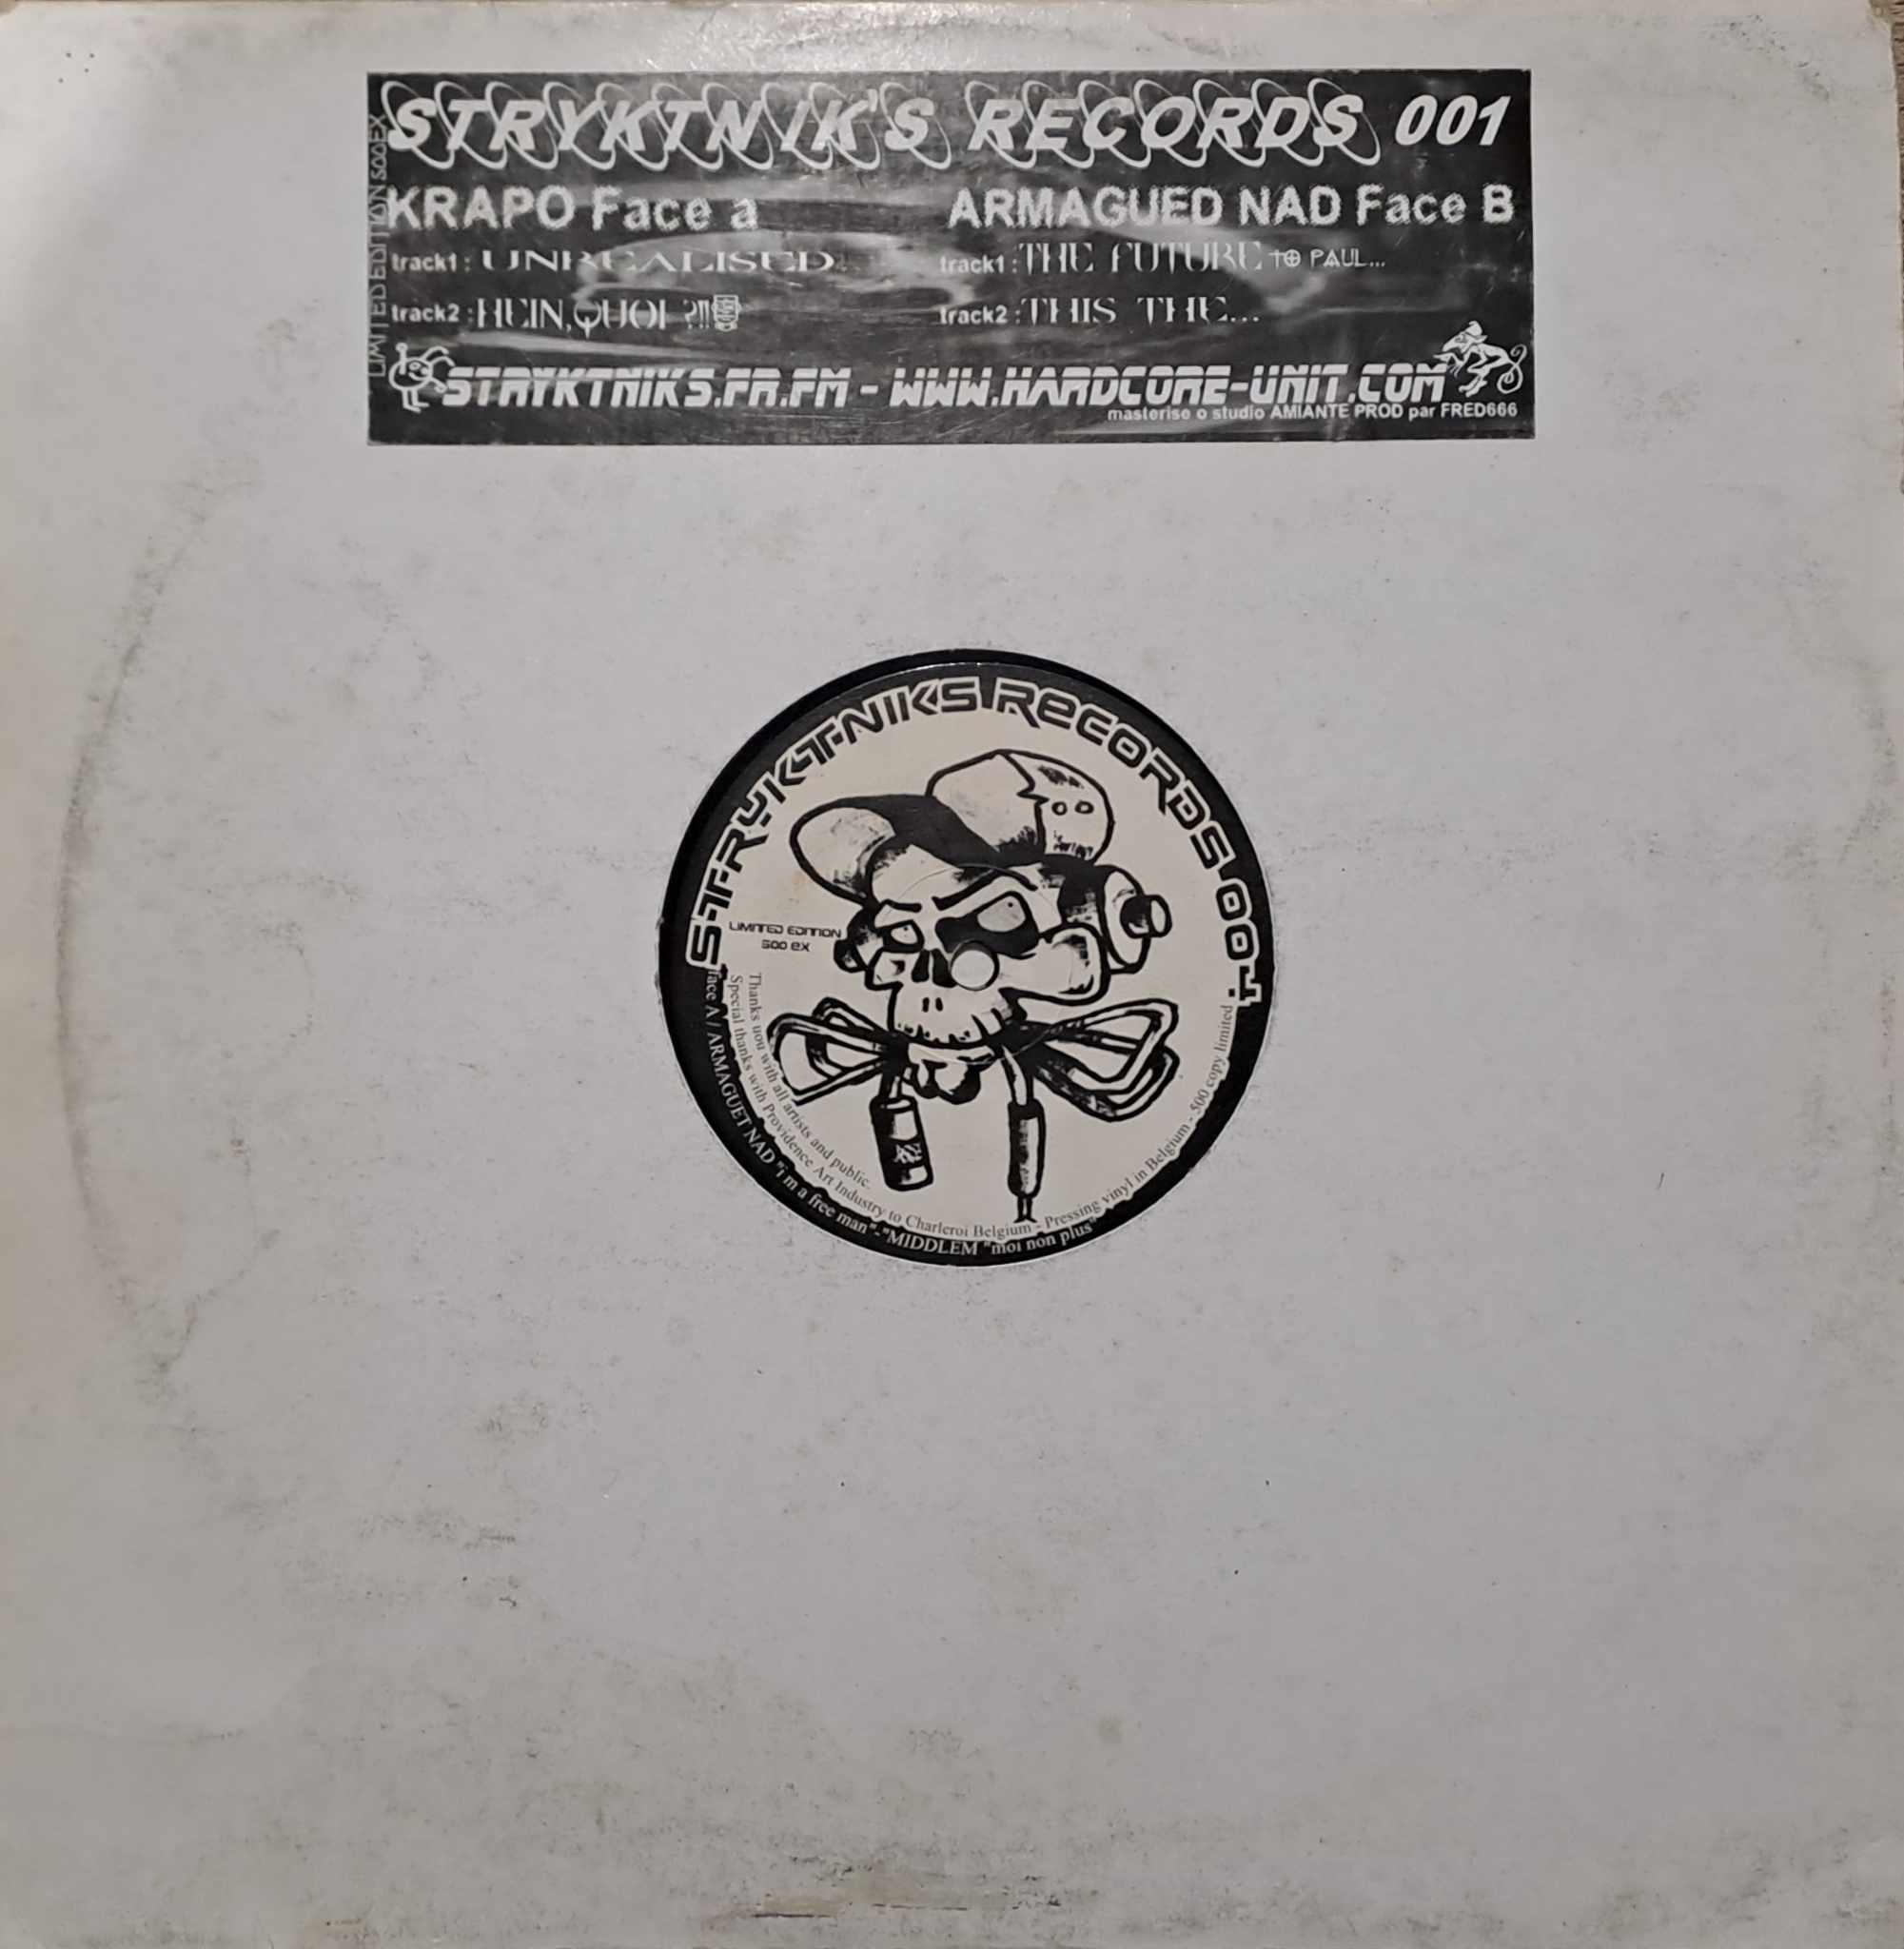 STRYKTNIK'S RECORDS 001
LIMITED EDITION 500EX
KRAPO Face a
track1 : UNREALISED
track2 : HEIN,QUOI ?!!
ARMAGUED NAD Face B
track1 : THE FUTURE TO PAUL...
track2 : THIS THE...
STRYKTNIKS.FR.FM - WWW.HARDCORE-UNIT.COM
masterise o studio AMIANTE PROD par FRED666
STRYKTNIKS RECORDS 001
LIMITED EDITION
500 EX
Thanks you with all artists and public.
Special thanks with Providence Art Industry to Charleroi Belgium - Pressing vinyl in Belgium - 500 copy limited
face A / ARMAGUET NAD "i m a free man"-"MIDDLEM "moi non plus"